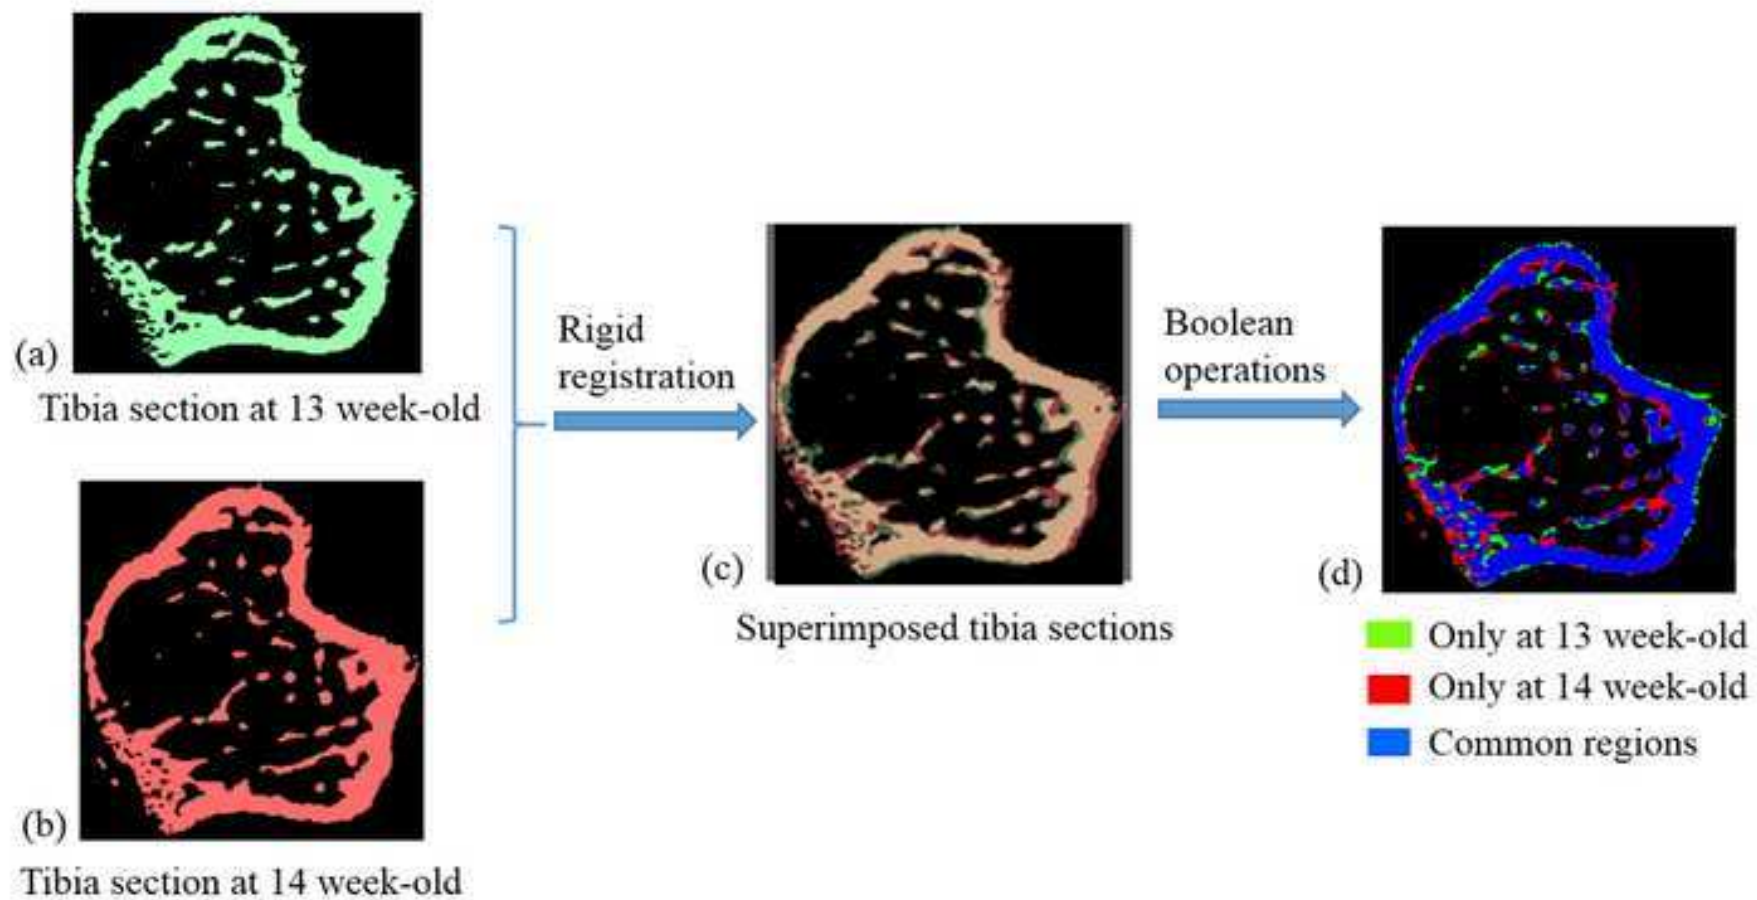 (a)
Tibia section at 13 week-old
(b)
Tibia section at 14 week-old
Rigid
registration
(c)
Superimposed tibia sections
Boolean
operations
(d)
Only at 13 week-old
Only at 14 week-old
Common regions